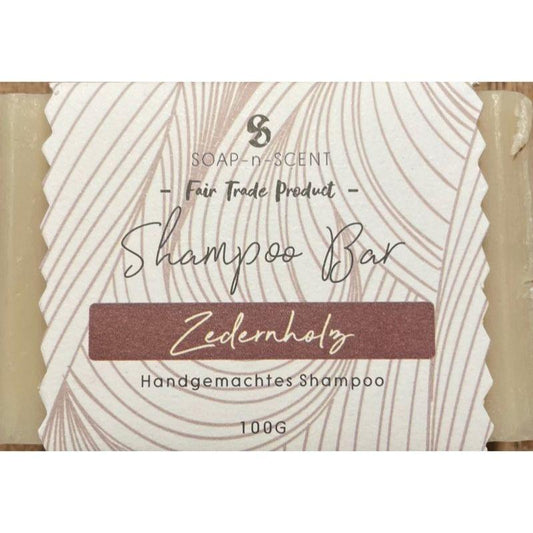 SOAP-n-SCENT
- Fair Trade Product -
Shampoo Bar
Zedernholz
Handgemachtes Shampoo
100G